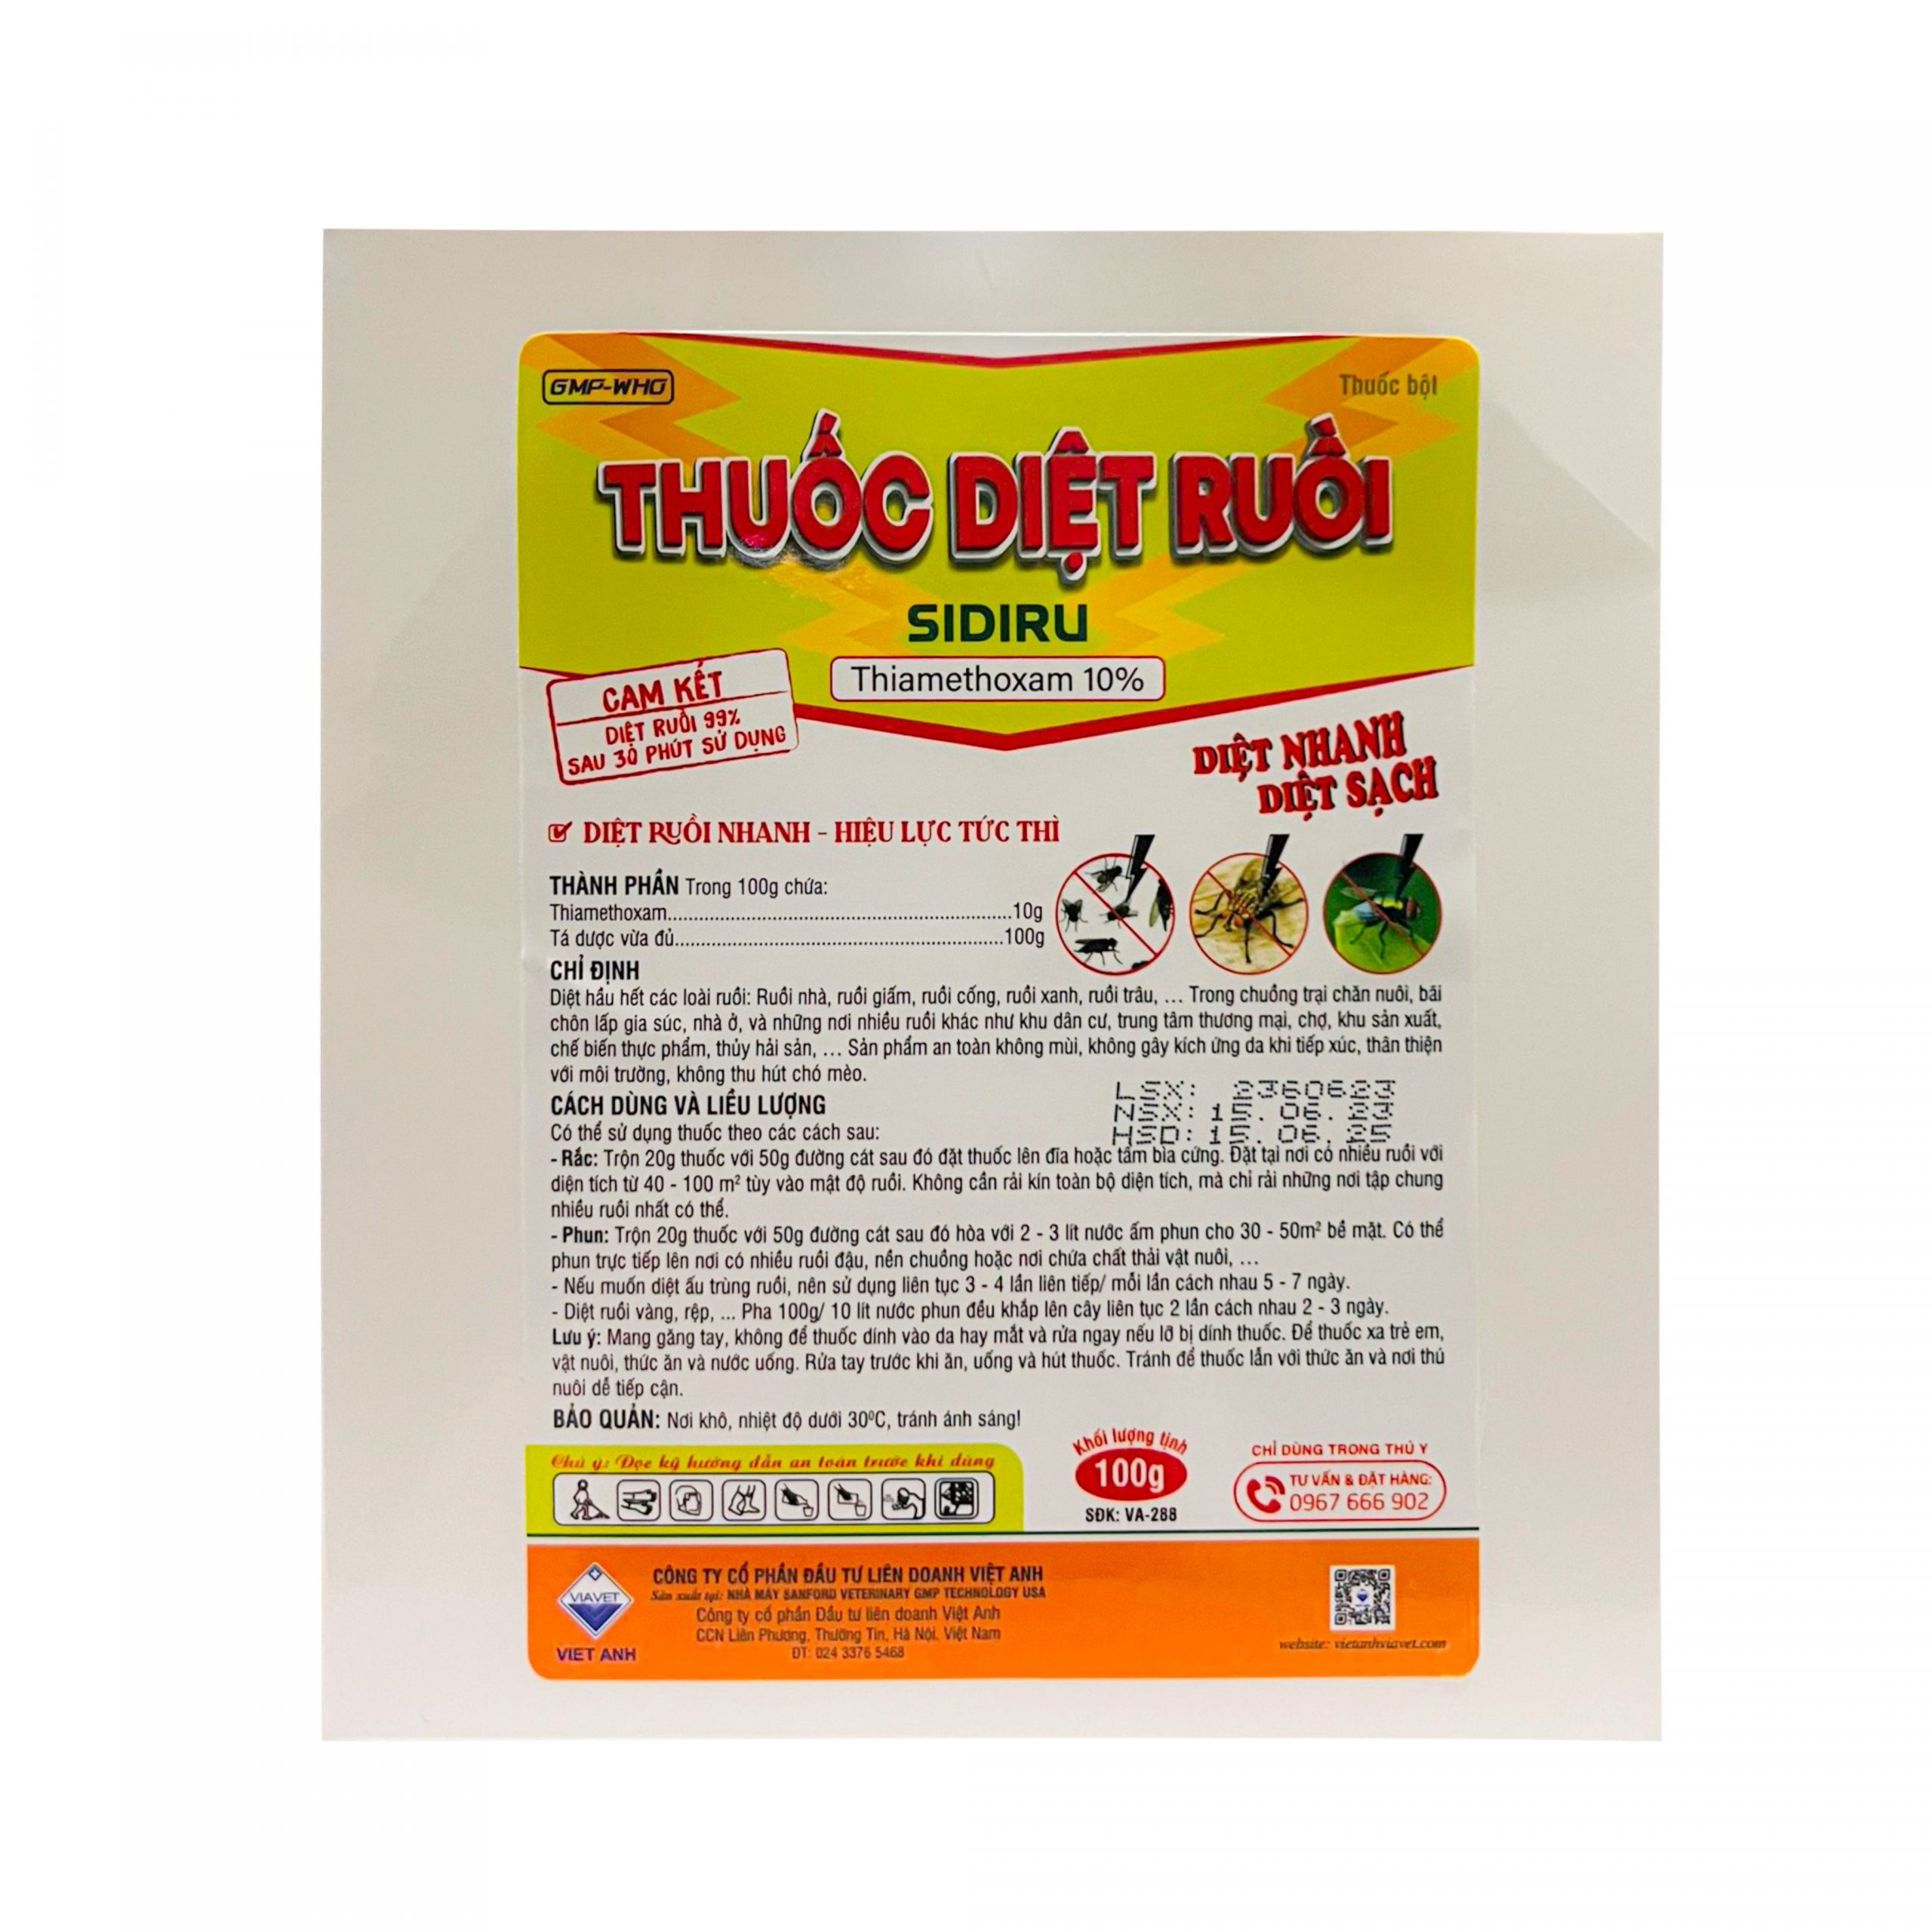 GMP-WHO
Thuốc bột
THUỐC DIỆT RUỒI
SIDIRU
Thiamethoxam 10%
CAM KẾT
DIỆT RUỒI 99%
SAU 30 PHÚT SỬ DỤNG
DIỆT NHANH
DIỆT SẠCH
DIỆT RUỒI NHANH - HIỆU LỰC TỨC THÌ
THÀNH PHẦN Trong 100g chứa:
Thiamethoxam..........................................................10g
Tá dược vừa đủ........................................................100g
CHỈ ĐỊNH
Diệt hầu hết các loài ruồi: Ruồi nhà, ruồi giấm, ruồi cống, ruồi xanh, ruồi trâu, ... Trong chuồng trại chăn nuôi, bãi
chôn lấp gia súc, nhà ở, và những nơi nhiều ruồi khác như khu dân cư, trung tâm thương mại, chợ, khu sản xuất,
chế biến thực phẩm, thủy hải sản, ... Sản phẩm an toàn không mùi, không gây kích ứng da khi tiếp xúc, thân thiện
với môi trường, không thu hút chó mèo.
LSX: 2360623
NSX: 15. 06. 23
HSD: 15. 06. 25
CÁCH DÙNG VÀ LIỀU LƯỢNG
Có thể sử dụng thuốc theo các cách sau:
- Rắc: Trộn 20g thuốc với 50g đường cát sau đó đặt thuốc lên đĩa hoặc tấm bìa cứng. Đặt tại nơi có nhiều ruồi với
diện tích từ 40 - 100 m² tùy vào mật độ ruồi. Không cần rải kín toàn bộ diện tích, mà chỉ rải những nơi tập chung
nhiều ruồi nhất có thể.
- Phun: Trộn 20g thuốc với 50g đường cát sau đó hòa với 2 - 3 lít nước ấm phun cho 30 - 50m² bề mặt. Có thể
phun trực tiếp lên nơi có nhiều ruồi đậu, nền chuồng hoặc nơi chứa chất thải vật nuôi, ...
- Nếu muốn diệt ấu trùng ruồi, nên sử dụng liên tục 3 - 4 lần liên tiếp/ mỗi lần cách nhau 5 - 7 ngày.
- Diệt ruồi vàng, rệp, ... Pha 100g/ 10 lít nước phun đều khắp lên cây liên tục 2 lần cách nhau 2 - 3 ngày.
Lưu ý: Mang găng tay, không để thuốc dính vào da hay mắt và rửa ngay nếu lỡ bị dính thuốc. Để thuốc xa trẻ em,
vật nuôi, thức ăn và nước uống. Rửa tay trước khi ăn, uống và hút thuốc. Tránh để thuốc lẫn với thức ăn và nơi thú
nuôi dễ tiếp cận.
BẢO QUẢN: Nơi khô, nhiệt độ dưới 30⁰C, tránh ánh sáng!
Chú ý: Đọc kỹ hướng dẫn an toàn trước khi dùng
Khối lượng tịnh
100g
SĐK: VA-288
CHỈ DÙNG TRONG THÚ Y
TƯ VẤN & ĐẶT HÀNG:
0967 666 902
VIAVET
VIET ANH
CÔNG TY CỔ PHẦN ĐẦU TƯ LIÊN DOANH VIỆT ANH
Sản xuất tại: NHÀ MÁY SANFORD VETERINARY GMP TECHNOLOGY USA
Công ty cổ phần Đầu tư liên doanh Việt Anh
CCN Liên Phương, Thường Tín, Hà Nội, Việt Nam
ĐT: 024 3376 5468
website: vietanhviavet.com